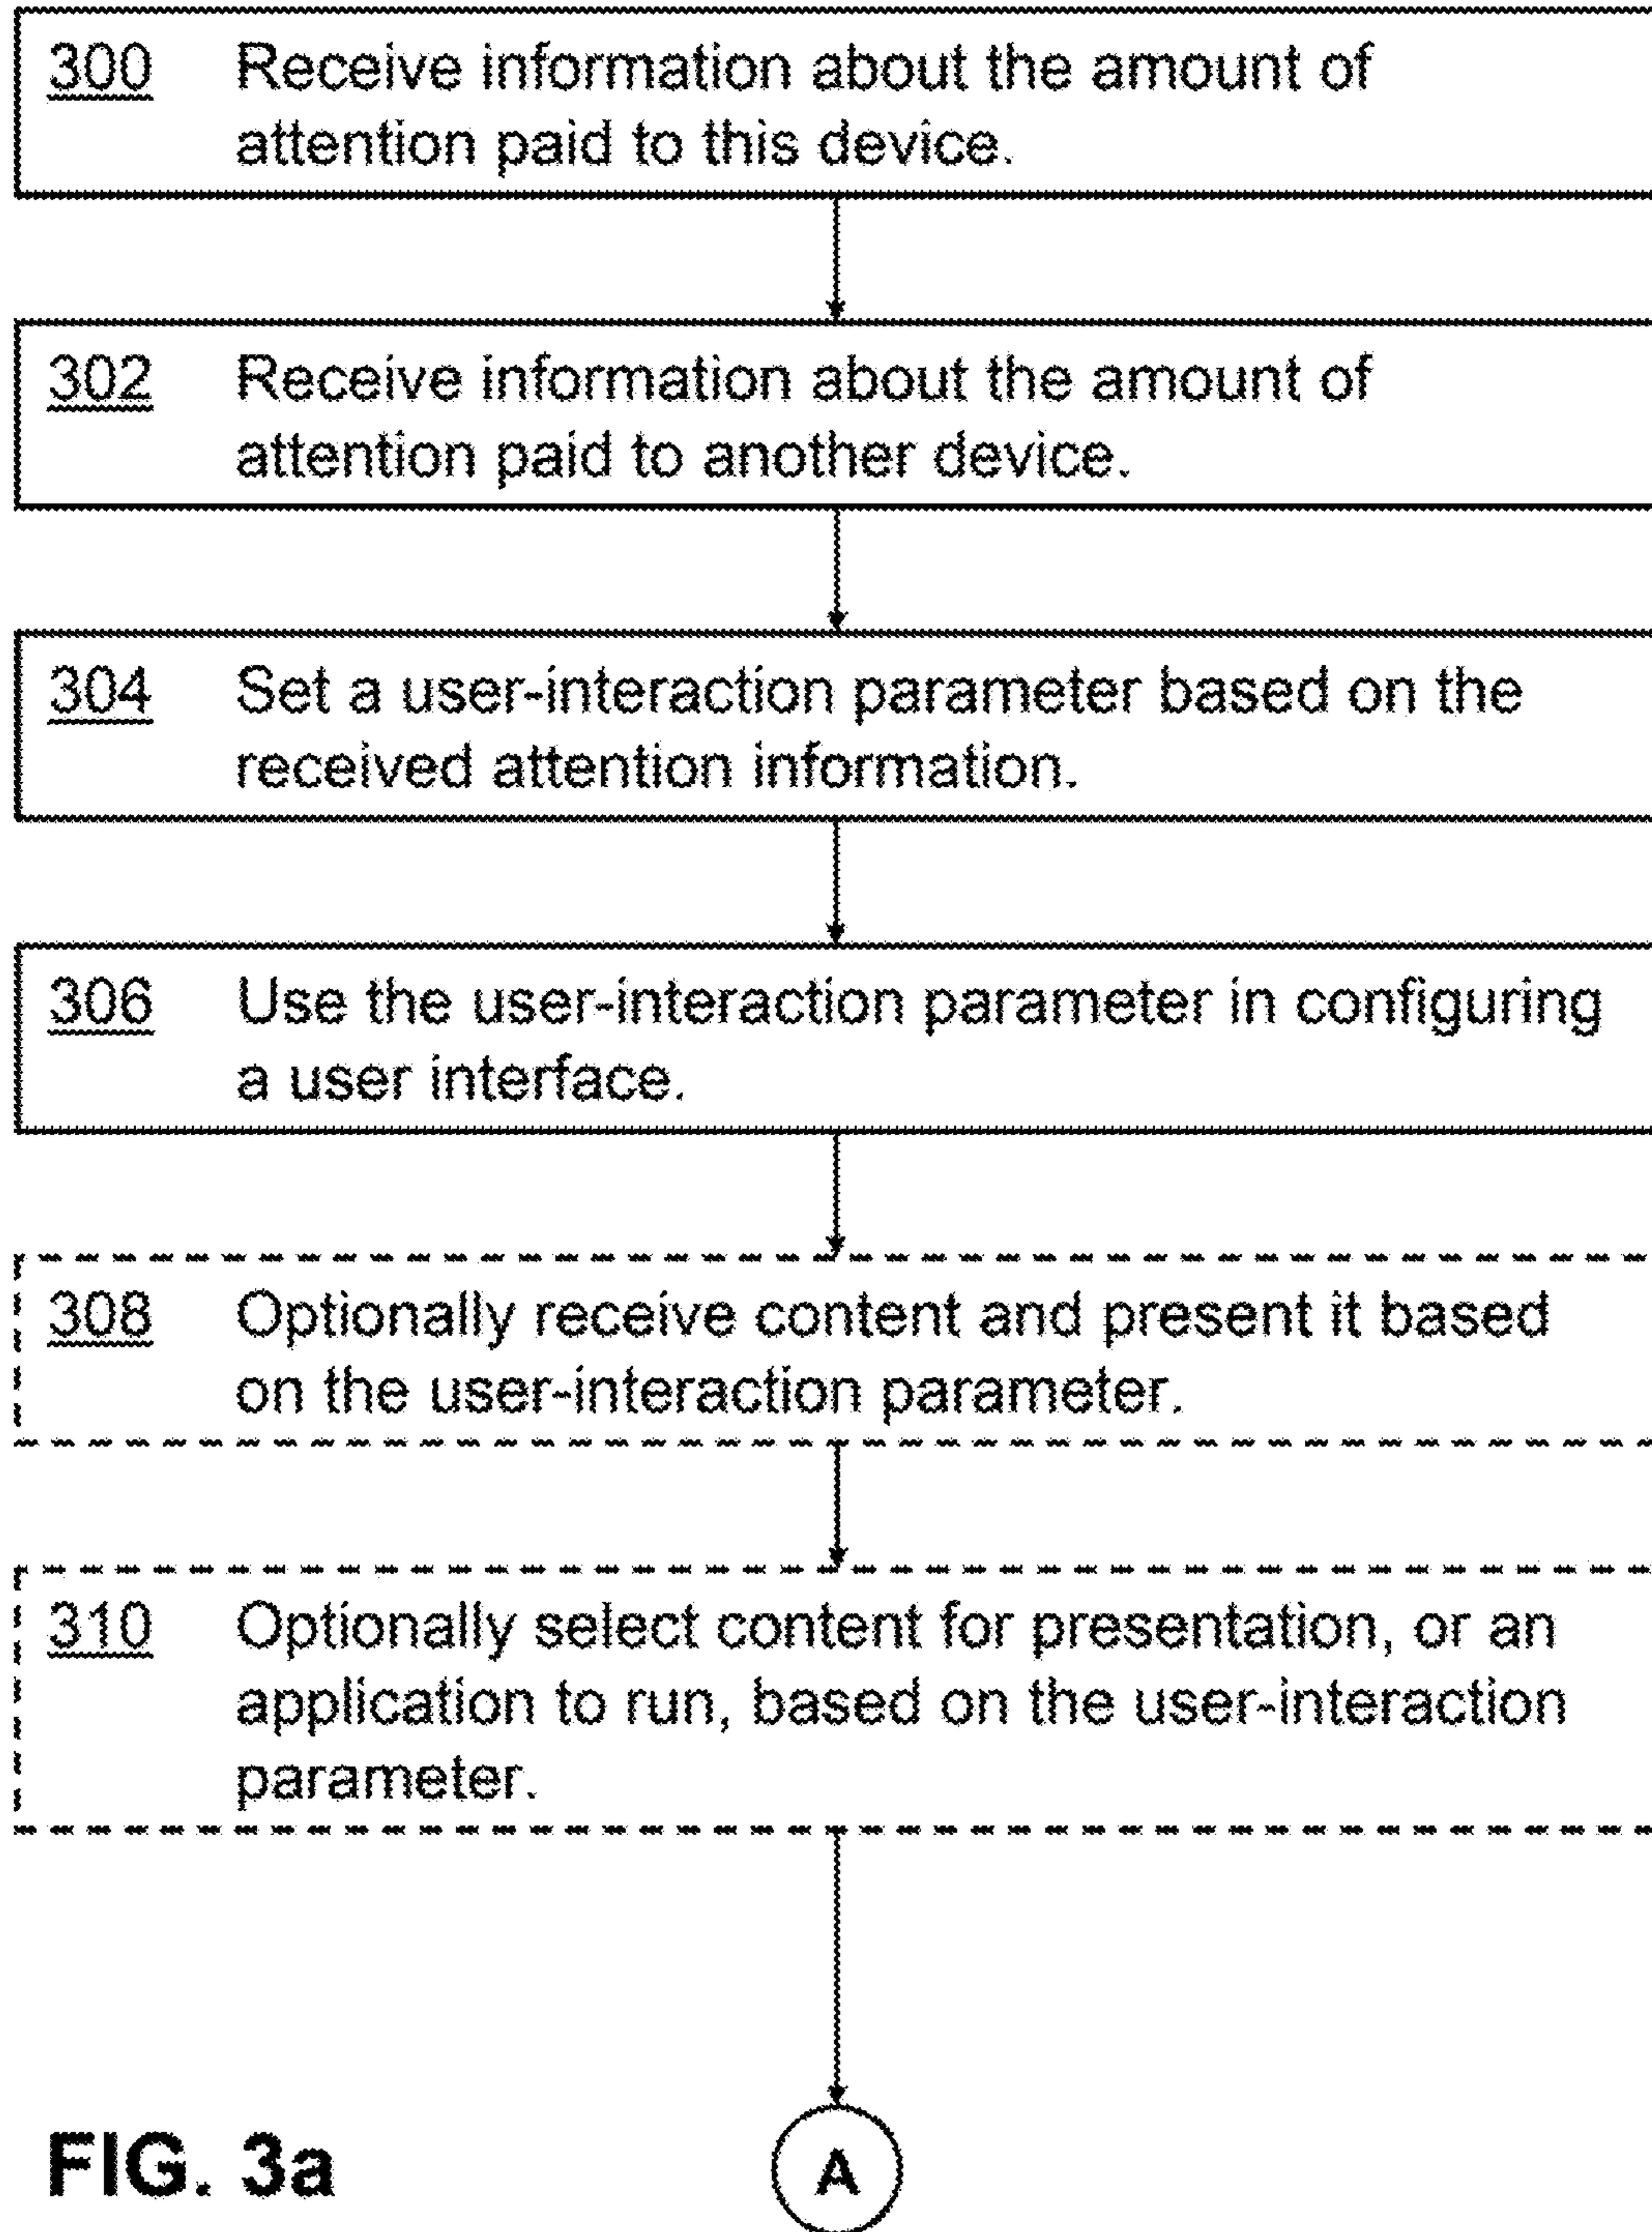 300 Receive information about the amount of
attention paid to this device.
302 Receive information about the amount of
attention paid to another device.
304 Set a user-interaction parameter based on the
received attention information.
306 Use the user-interaction parameter in configuring
a user interface.
308 Optionally receive content and present it based
on the user-interaction parameter.
310 Optionally select content for presentation, or an
application to run, based on the user-interaction
parameter.
FIG. 3a
A